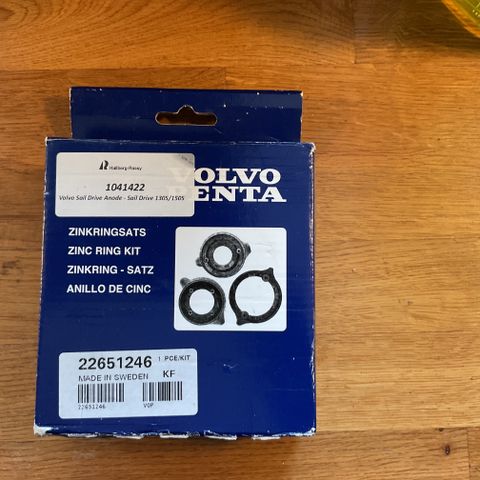 Hallberg-Rassy
1041422
Volvo Sail Drive Anode - Sail Drive 130S/150S
VOLVO
PENTA
ZINKRINGSATS
ZINC RING KIT
ZINKRING - SATZ
ANILLO DE CINC
22651246 1 PCE/KIT
MADE IN SWEDEN KF
22651246 VOP